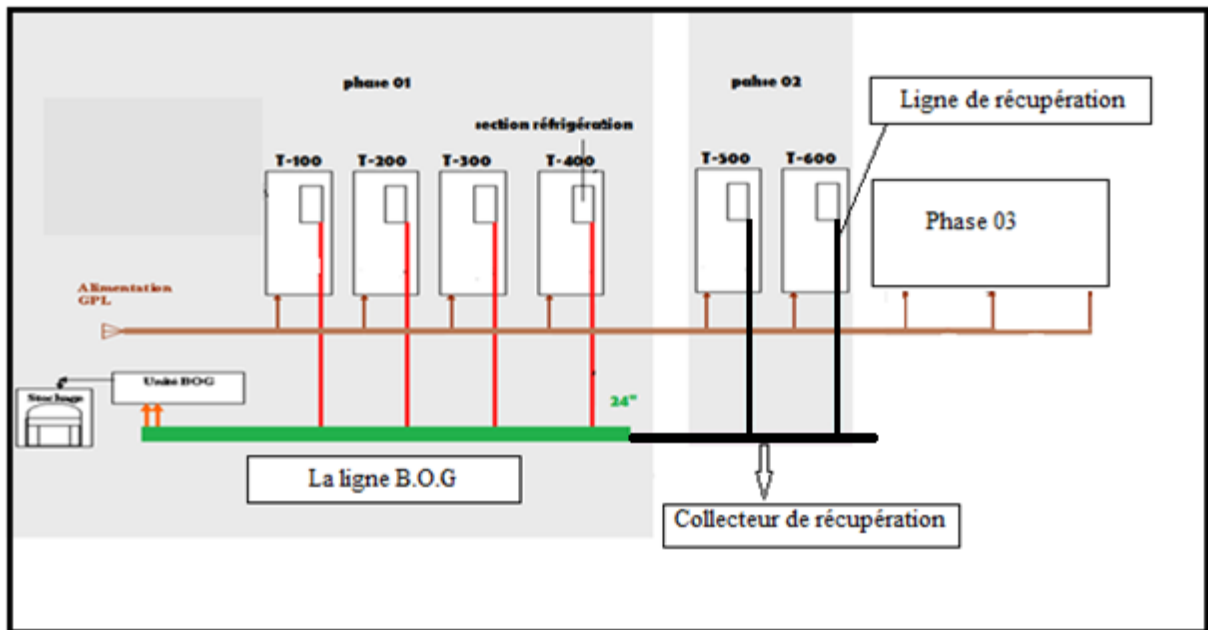 phase 01
pahse 02
Ligne de récupération
section réfrigération
T-100
T-200
T-300
T-400
T-500
T-600
Phase 03
Alimentation
GPL
Unité BOG
Stockage
24"
La ligne B.O.G
Collecteur de récupération